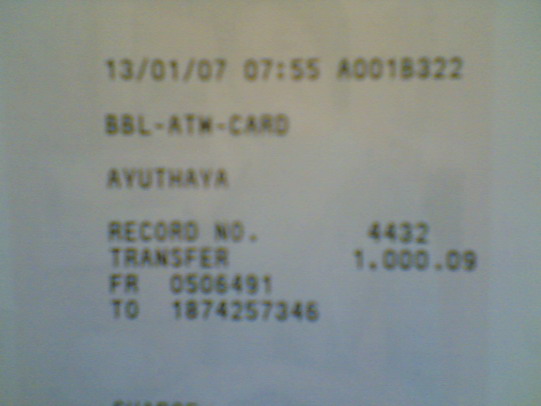 13/01/07 07:55 A001B322
BBL-ATM-CARD
AYUTHAYA
RECORD NO. 4432
TRANSFER 1.000.09
FR 0506491
TO 1874257346